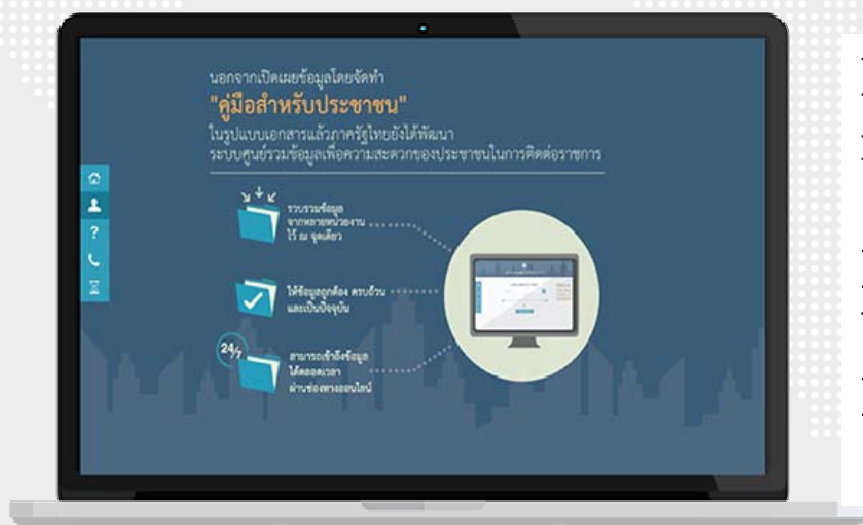 นอกจากเปิดเผยข้อมูลโดยจัดทำ
"คู่มือสำหรับประชาชน"
ในรูปแบบเอกสารแล้วภาครัฐไทยยังได้พัฒนา
ระบบศูนย์รวมข้อมูลเพื่อความสะดวกของประชาชนในการติดต่อราชการ
รวบรวมข้อมูล
จากหลายหน่วยงาน
ไว้ ณ จุดเดียว
?
ให้ข้อมูลถูกต้อง ครบถ้วน
และเป็นปัจจุบัน
24/7
สามารถเข้าถึงข้อมูล
ได้ตลอดเวลา
ผ่านช่องทางออนไลน์